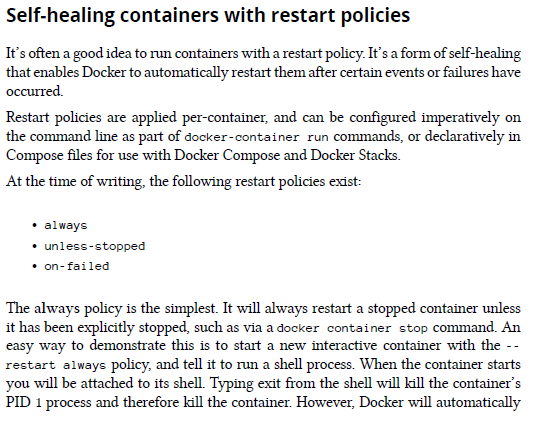 Self-healing containers with restart policies
It’s often a good idea to run containers with a restart policy. It’s a form of self-healing
that enables Docker to automatically restart them after certain events or failures have
occurred.
Restart policies are applied per-container, and can be configured imperatively on
the command line as part of docker-container run commands, or declaratively in
Compose files for use with Docker Compose and Docker Stacks.
At the time of writing, the following restart policies exist:
• always
• unless-stopped
• on-failed
The always policy is the simplest. It will always restart a stopped container unless
it has been explicitly stopped, such as via a docker container stop command. An
easy way to demonstrate this is to start a new interactive container with the --
restart always policy, and tell it to run a shell process. When the container starts
you will be attached to its shell. Typing exit from the shell will kill the container’s
PID 1 process and therefore kill the container. However, Docker will automatically